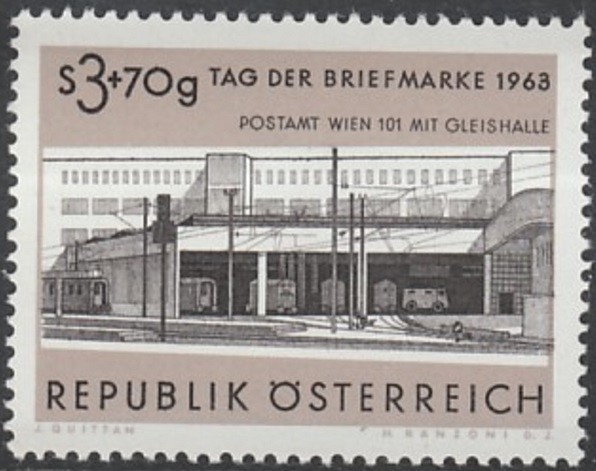 S3+70g TAG DER BRIEFMARKE 1963
POSTAMT WIEN 101 MIT GLEISHALLE
REPUBLIK ÖSTERREICH
J. QUITTAN H. RANZONI D. J.